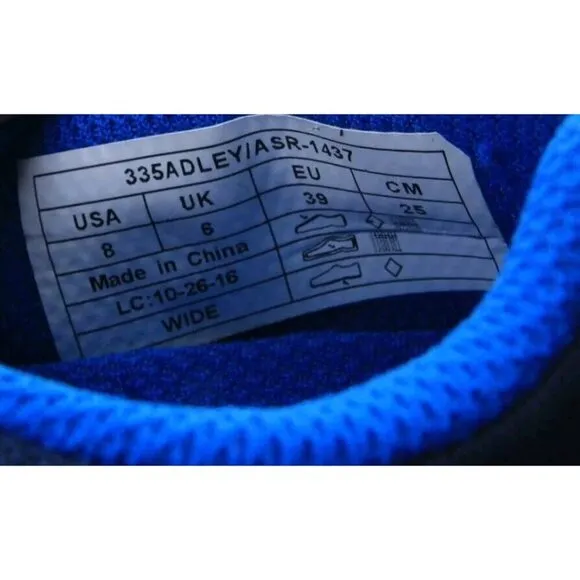 335ADLEY/ASR-1437
USA UK EU CM
8 6 39 25
Made in China
LC:10-26-16
WIDE